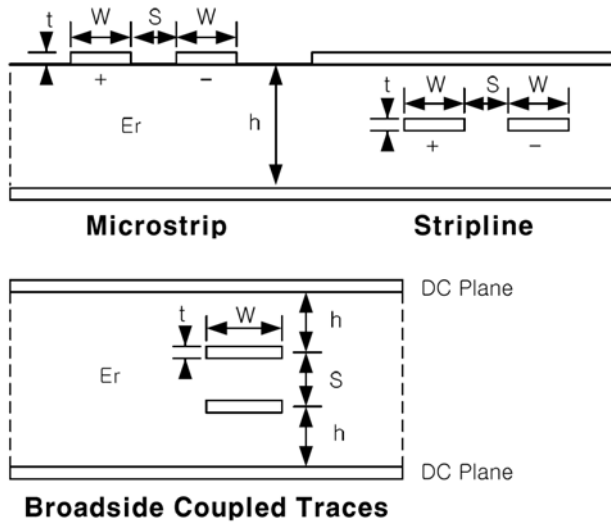 t W S W
+ −
Er h
W S W
t
+ −
Microstrip Stripline
DC Plane
h
t W
Er S
h
DC Plane
Broadside Coupled Traces